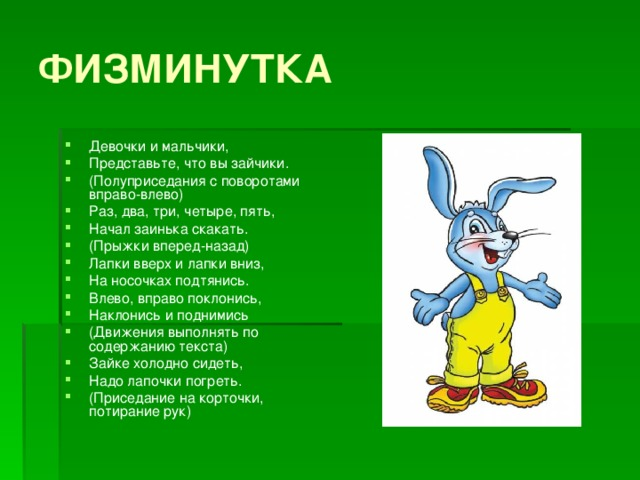 ФИЗМИНУТКА
Девочки и мальчики,
Представьте, что вы зайчики.
(Полуприседания с поворотами
вправо-влево)
Раз, два, три, четыре, пять,
Начал заинька скакать.
(Прыжки вперед-назад)
Лапки вверх и лапки вниз,
На носочках подтянись.
Влево, вправо поклонись,
Наклонись и поднимись
(Движения выполнять по
содержанию текста)
Зайке холодно сидеть,
Надо лапочки погреть.
(Приседание на корточки,
потирание рук)